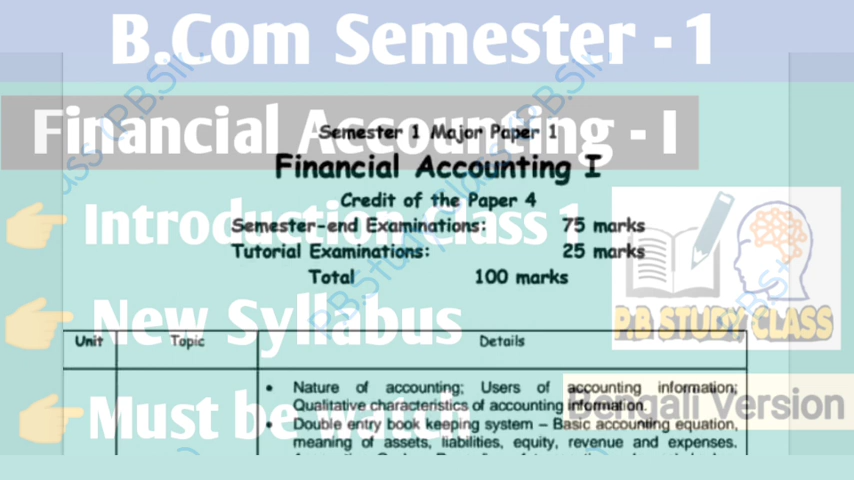 B.Com Semester - 1
Financial Accounting - I
Semester 1 Major Paper 1
Financial Accounting I
Credit of the Paper 4
Introduction Class 1
Semester-end Examinations: 75 marks
Tutorial Examinations: 25 marks
Total 100 marks
New Syllabus
P.B STUDY CLASS
Unit Topic Details
• Nature of accounting; Users of accounting information;
Qualitative characteristics of accounting information.
Must be watch
Bengali Version
• Double entry book keeping system – Basic accounting equation,
meaning of assets, liabilities, equity, revenue and expenses.